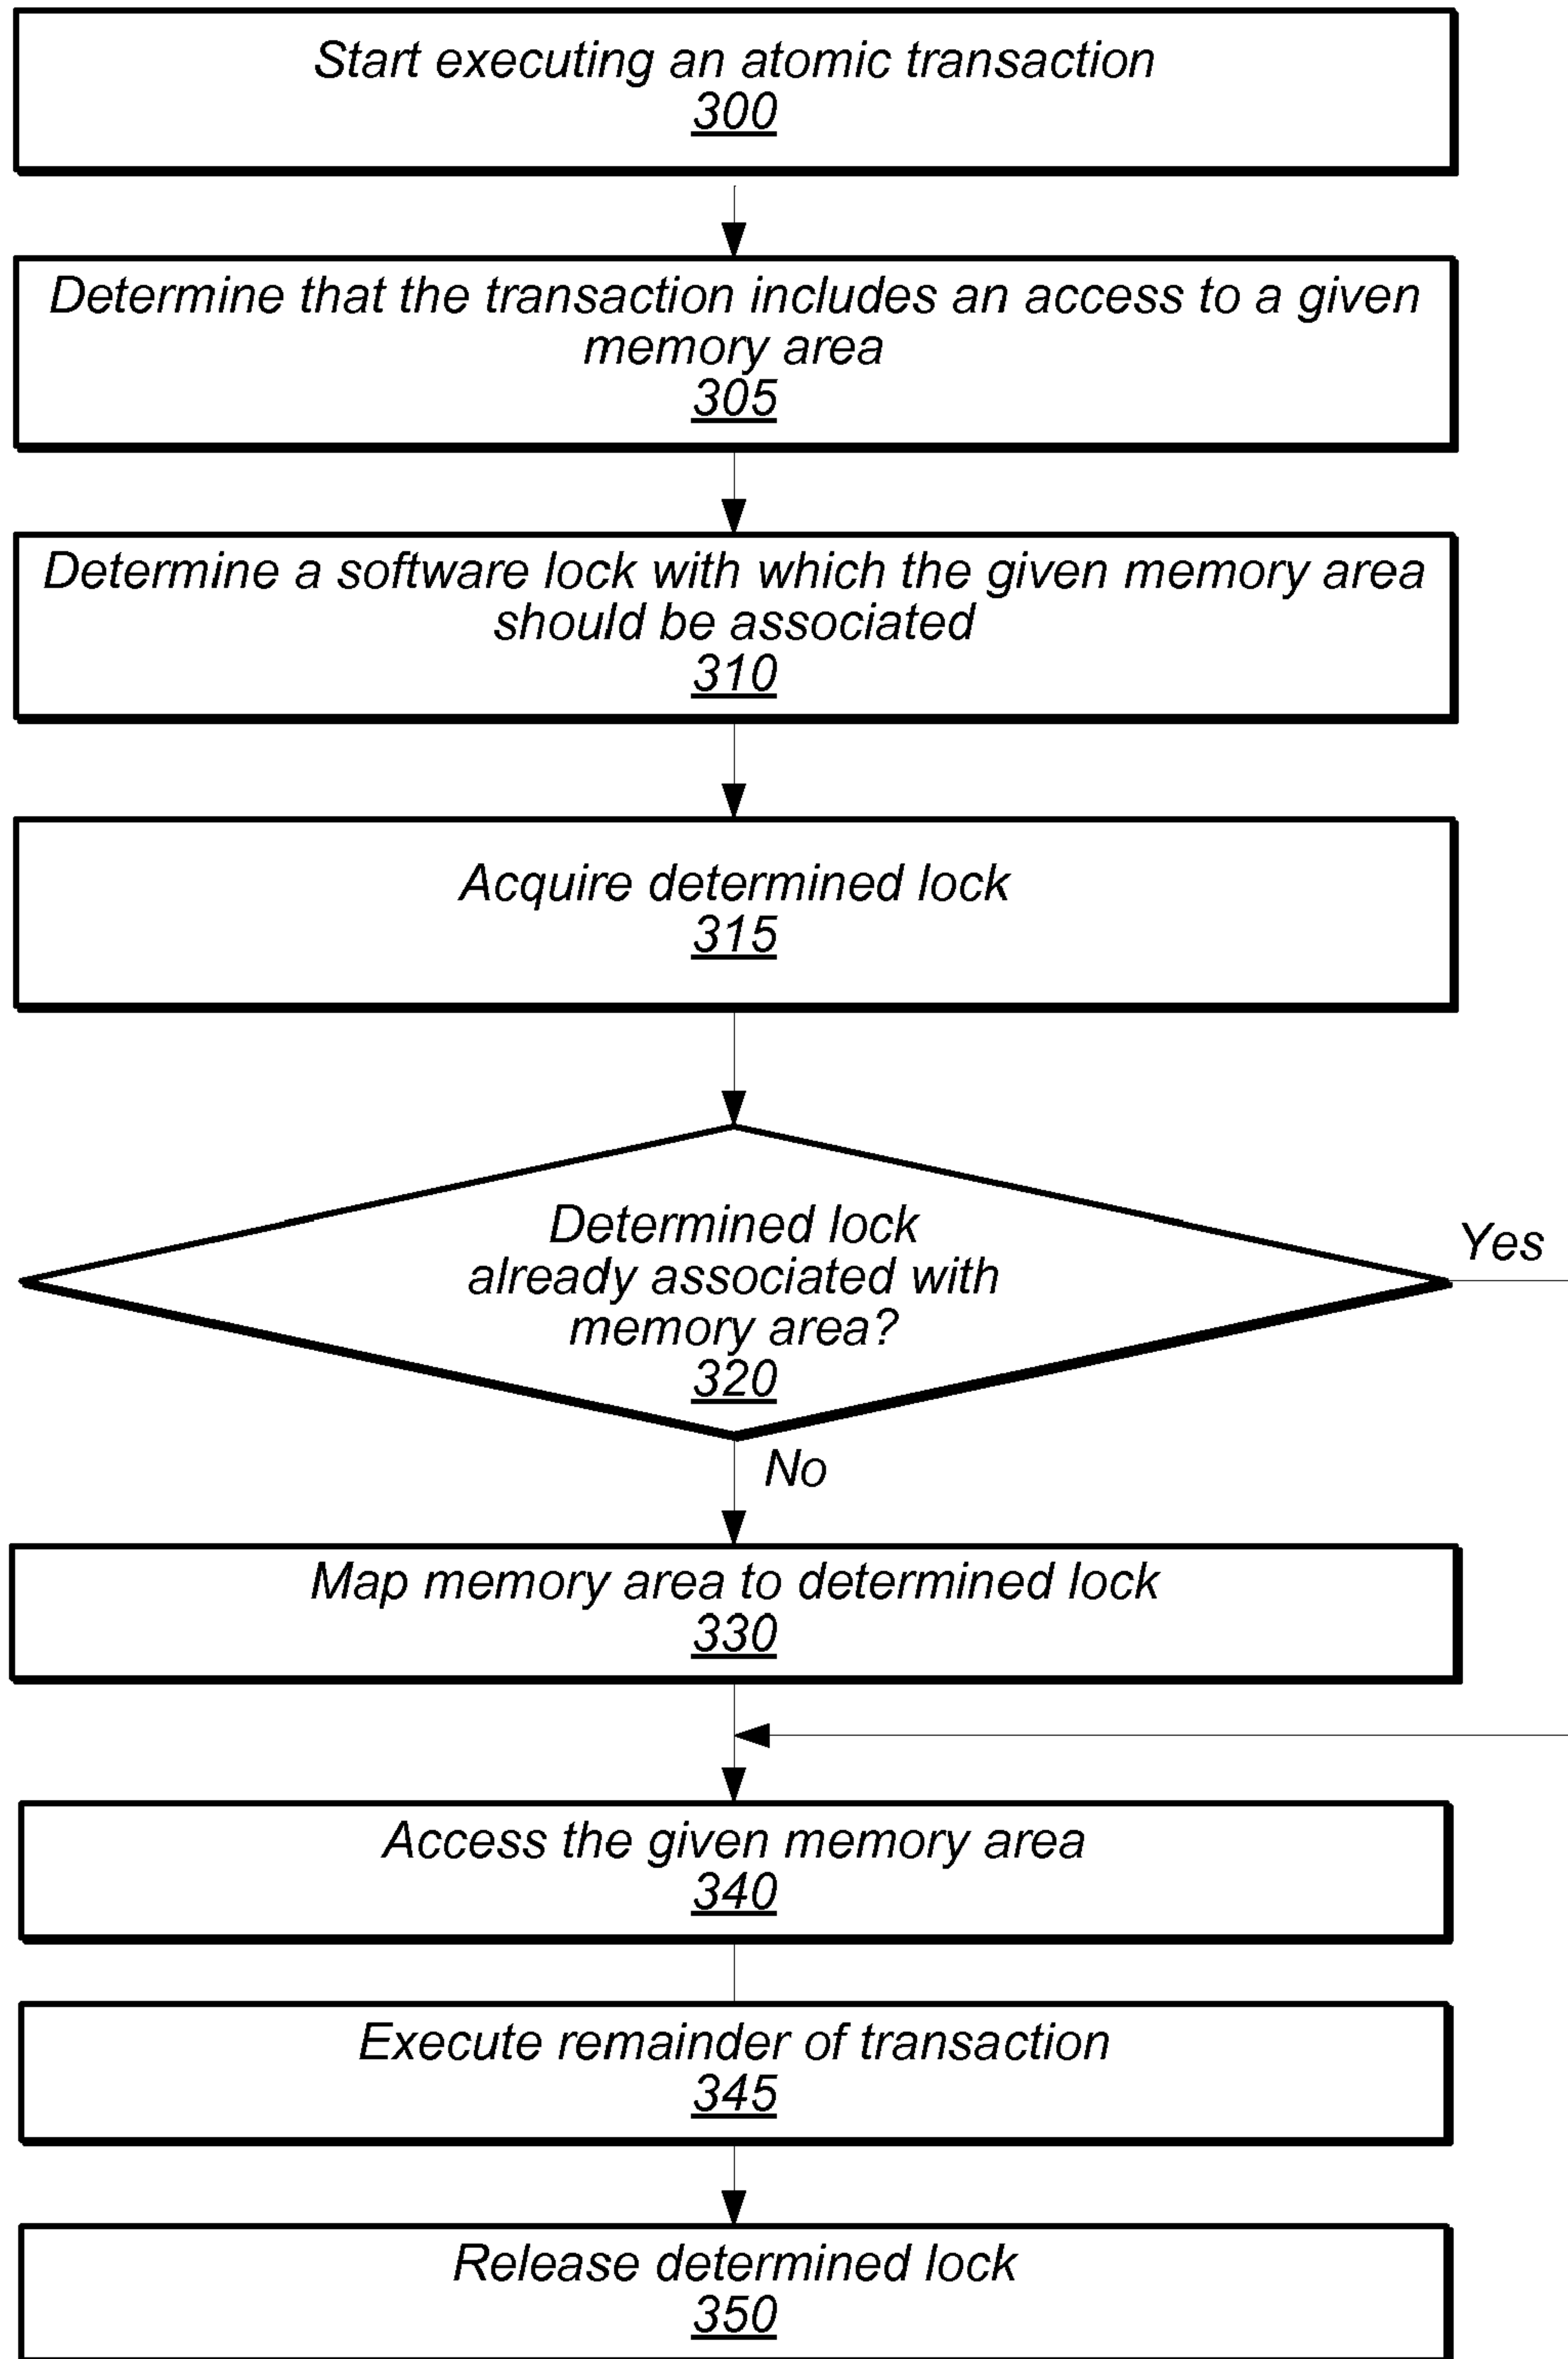 Start executing an atomic transaction
300
Determine that the transaction includes an access to a given
memory area
305
Determine a software lock with which the given memory area
should be associated
310
Acquire determined lock
315
Determined lock
already associated with
memory area?
320
Yes
No
Map memory area to determined lock
330
Access the given memory area
340
Execute remainder of transaction
345
Release determined lock
350